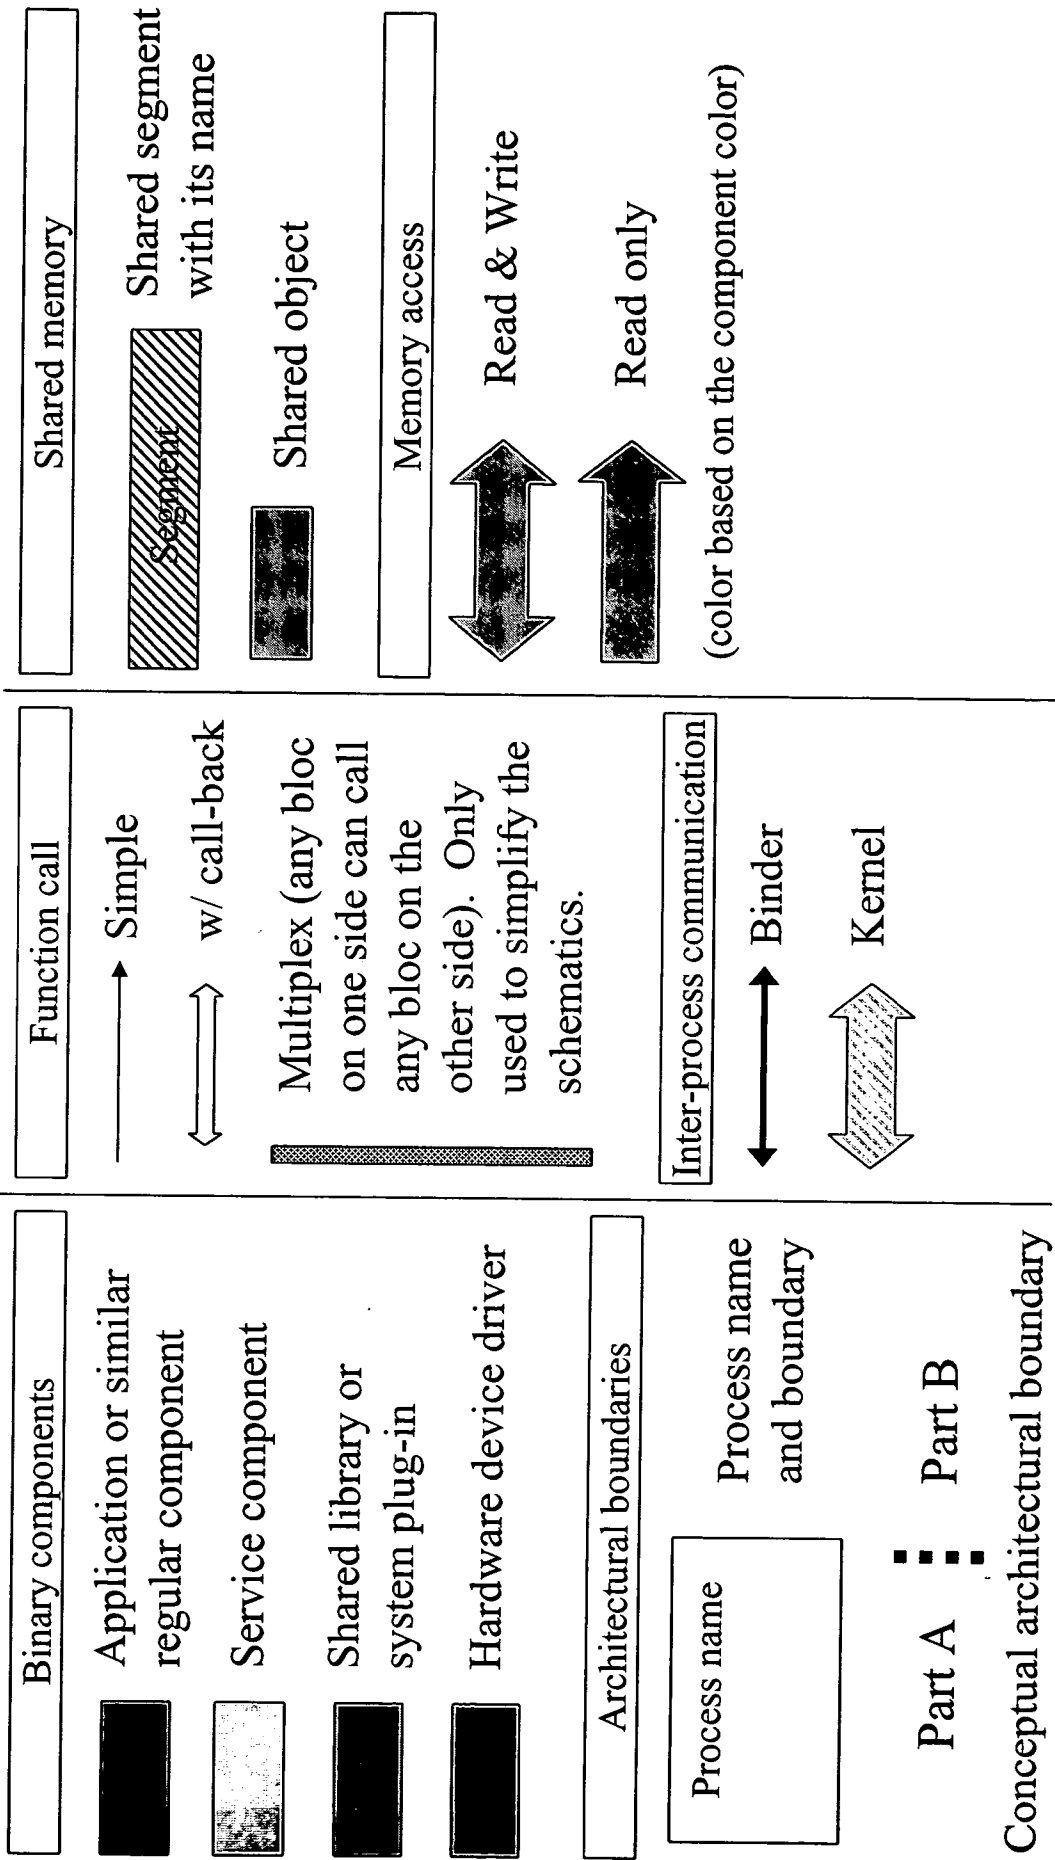 Binary components
Application or similar
regular component
Service component
Shared library or
system plug-in
Hardware device driver
Architectural boundaries
Process name
Process name
and boundary
Part A
Part B
Conceptual architectural boundary
Function call
Simple
w/ call-back
Multiplex (any bloc
on one side can call
any bloc on the
other side). Only
used to simplify the
schematics.
Inter-process communication
Binder
Kernel
Shared memory
Segment
Shared segment
with its name
Shared object
Memory access
Read & Write
Read only
(color based on the component color)